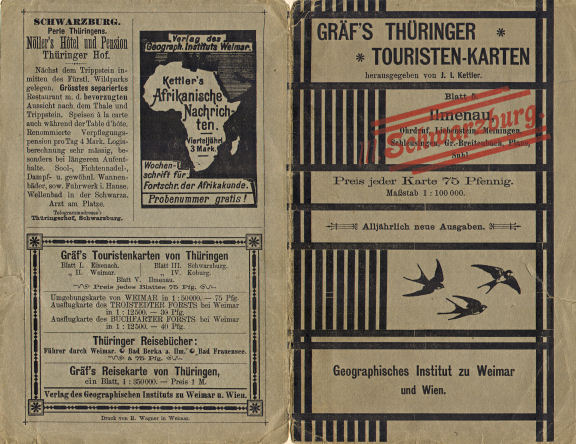 SCHWARZBURG.
Perle Thüringens.
Nöller's Hôtel und Pension
Thüringer Hof.
Nächst dem Trippstein in-
mitten des Fürstl. Wildparks
gelegen. Grösstes separiertes
Restaurant m. d. bevorzugten
Aussicht nach dem Thale und
Trippstein. Speisen à la carte
auch während der Table d'hôte.
Renommierte Verpflegungs-
pension pro Tag 4 Mark. Logis-
berechnung sehr mässig, be-
sonders bei längerem Aufent-
halte. Sool-, Fichtennadel-,
Dampf- u. gewöhnl. Wannen-
bäder, sow. Fuhrwerk i. Hause.
Wellenbad in der Schwarza.
Arzt am Platze.
Telegrammadresse:
Thüringerhof, Schwarzburg.
Verlag des
Geograph. Instituts Weimar.
Kettler's
Afrikanische
Nachrich-
ten.
Vierteljährl.
3 Mark.
Wochen-
schrift für
Fortschr. der Afrikakunde.
Probenummer gratis!
Gräf's Touristenkarten von Thüringen
Blatt I. Eisenach. Blatt III. Schwarzburg.
„ II. Weimar. „ IV. Koburg.
Blatt V. Ilmenau.
Preis jedes Blattes 75 Pfg.
Umgebungskarte von WEIMAR in 1 : 50000. — 75 Pfg.
Ausflugkarte des TROISTEDTER FORSTS bei Weimar
in 1 : 12500. — 30 Pfg.
Ausflugkarte des BUCHFARTER FORSTS bei Weimar
in 1 : 12500. — 40 Pfg.
Thüringer Reisebücher:
Führer durch Weimar. Bad Berka a. Ilm. Bad Frauensee.
à 75 Pfg.
Gräf's Reisekarte von Thüringen,
ein Blatt, 1 : 350000 — Preis 1 M.
Verlag des Geographischen Instituts zu Weimar u. Wien.
Druck von R. Wagner in Weimar.
GRÄF'S THÜRINGER *
* TOURISTEN-KARTEN
herausgegeben von J. I. Kettler.
Blatt 5.
Ilmenau
Schwarzburg
Ohrdruf, Liebenstein, Meiningen,
Schleusingen, Gr.-Breitenbach, Plaue,
Suhl
Preis jeder Karte 75 Pfennig.
Maßstab 1 : 100 000.
Alljährlich neue Ausgaben.
Geographisches Institut zu Weimar
und Wien.